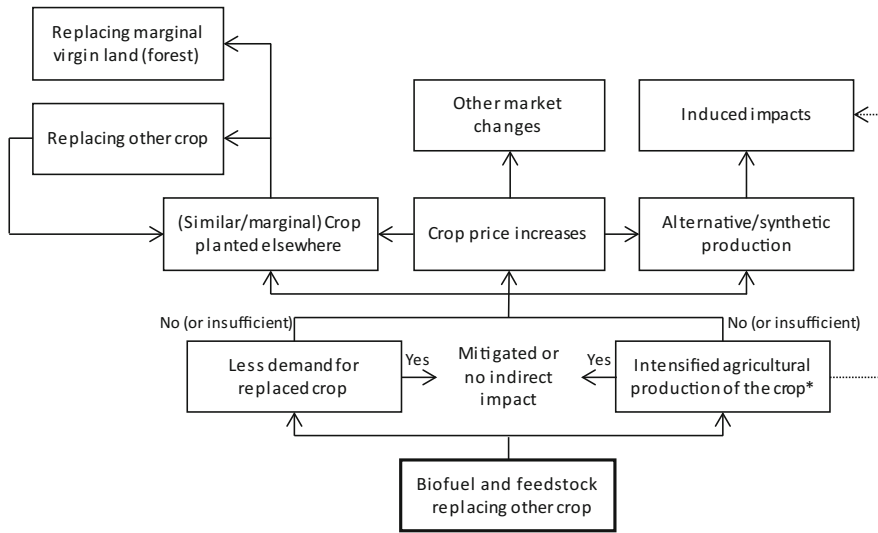 Replacing marginal
virgin land (forest)
Replacing other crop
Other market
changes
Induced impacts
(Similar/marginal) Crop
planted elsewhere
Crop price increases
Alternative/synthetic
production
No (or insufficient)
No (or insufficient)
Less demand for
replaced crop
Yes
Mitigated or
no indirect
impact
Yes
Intensified agricultural
production of the crop*
Biofuel and feedstock
replacing other crop